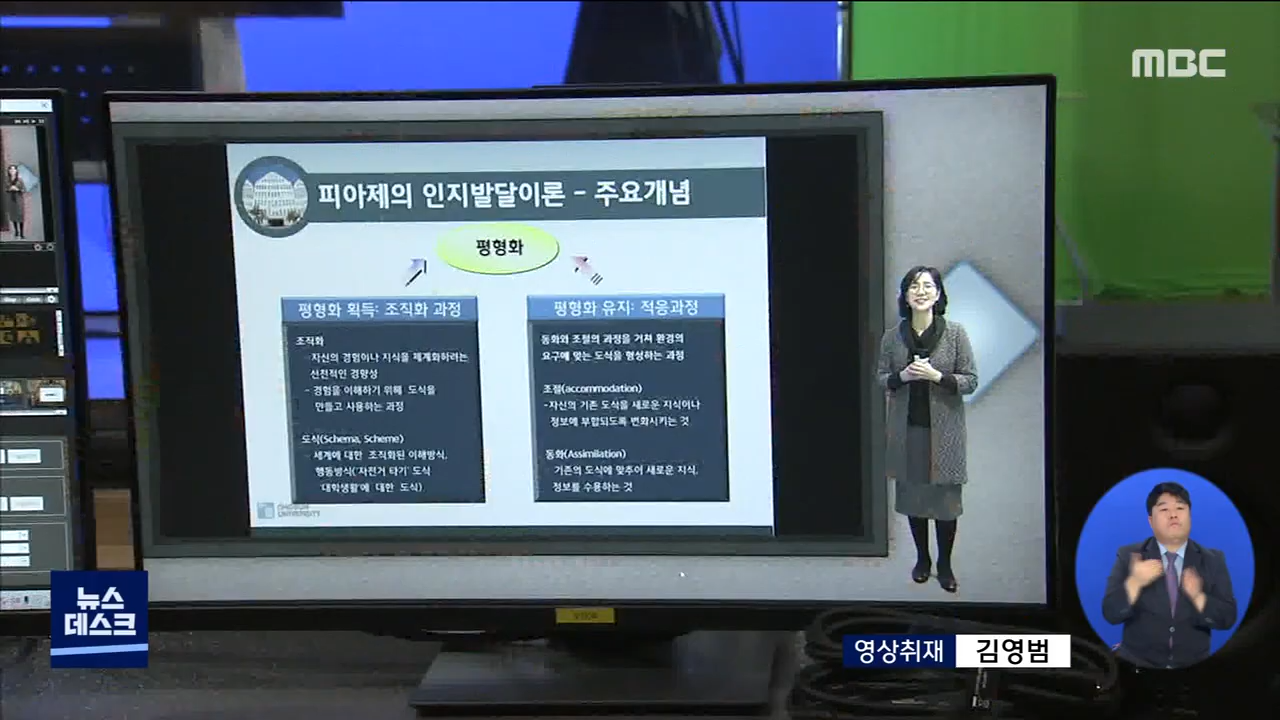 MBC
피아제의 인지발달이론 - 주요개념
평형화
평형화 획득: 조직화 과정
조직화
- 자신의 경험이나 지식을 체계화하려는
선천적인 경향성
- 경험을 이해하기 위해 도식을
만들고 사용하는 과정
도식(Schema, Scheme)
- 세계에 대한 조직화된 이해방식,
행동방식('자전거 타기' 도식
'대학생활'에 대한 도식)
평형화 유지: 적응과정
동화와 조절의 과정을 거쳐 환경의
요구에 맞는 도식을 형성하는 과정
조절(accommodation)
-자신의 기존 도식을 새로운 지식이나
정보에 부합되도록 변화시키는 것
동화(Assimilation)
기존의 도식에 맞추어 새로운 지식,
정보를 수용하는 것
UNIVERSITY
뉴스
데스크
영상취재 김영범